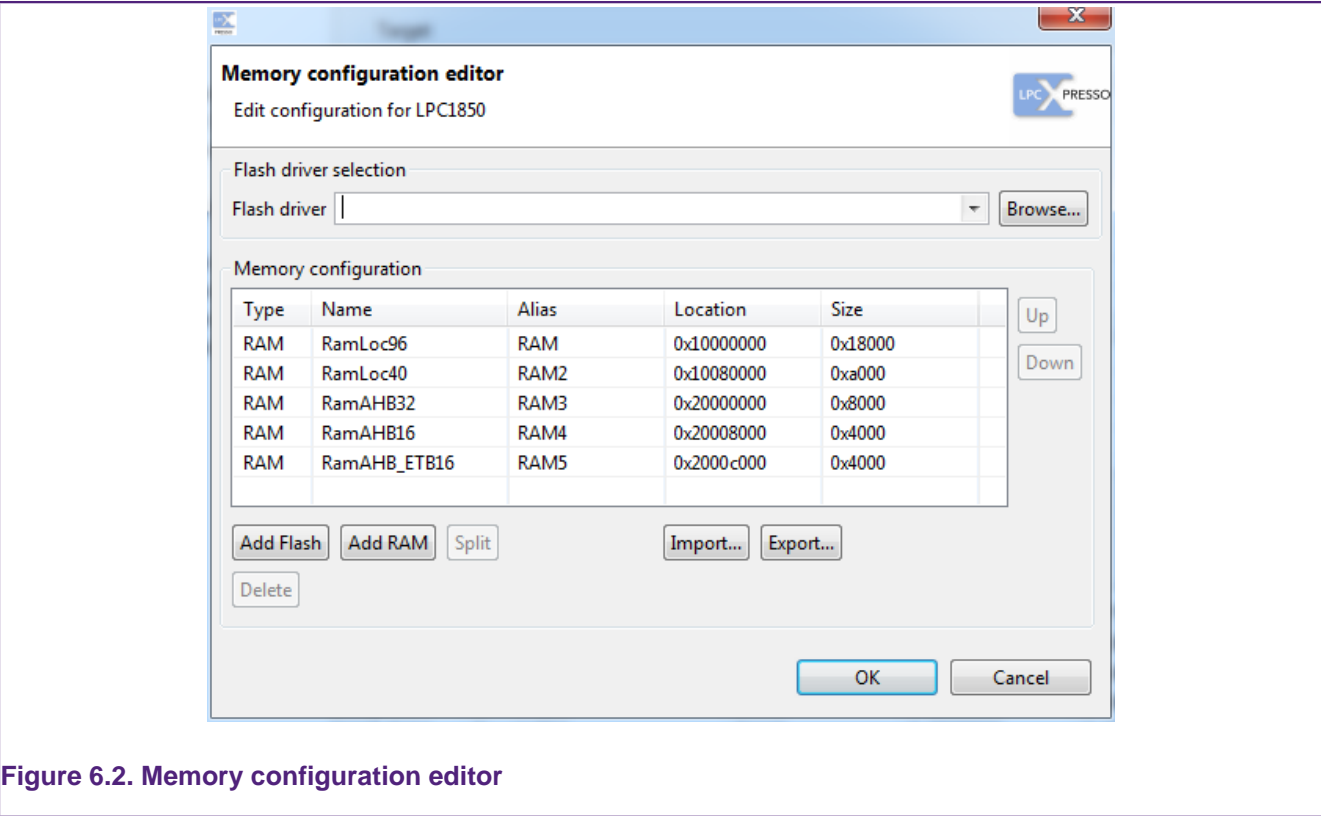 Target
Memory configuration editor
Edit configuration for LPC1850
LPC X PRESSO
Flash driver selection
Flash driver Browse...
Memory configuration
Type Name Alias Location Size
RAM RamLoc96 RAM 0x10000000 0x18000
RAM RamLoc40 RAM2 0x10080000 0xa000
RAM RamAHB32 RAM3 0x20000000 0x8000
RAM RamAHB16 RAM4 0x20008000 0x4000
RAM RamAHB_ETB16 RAM5 0x2000c000 0x4000
Up
Down
Add Flash Add RAM Split Import... Export...
Delete
OK Cancel
Figure 6.2. Memory configuration editor